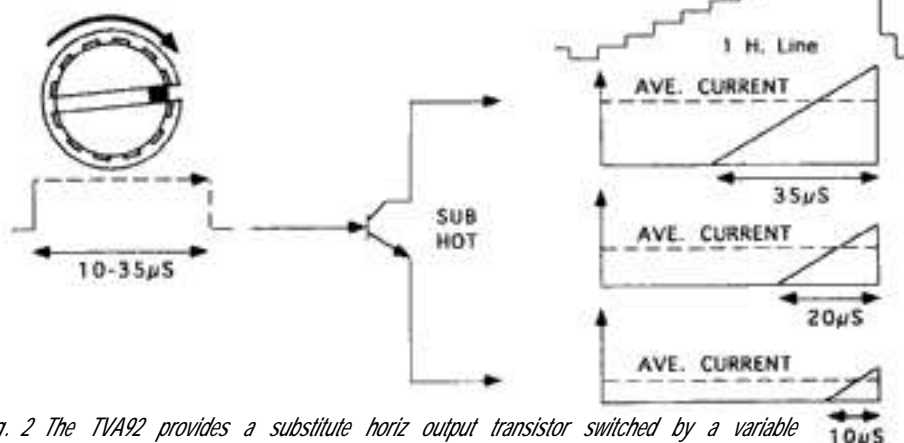 1 H. Line
AVE. CURRENT
35µS
SUB
HOT
10-35µS
AVE. CURRENT
20µS
AVE. CURRENT
10µS
g. 2 The TVA92 provides a substitute horiz output transistor switched by a variable